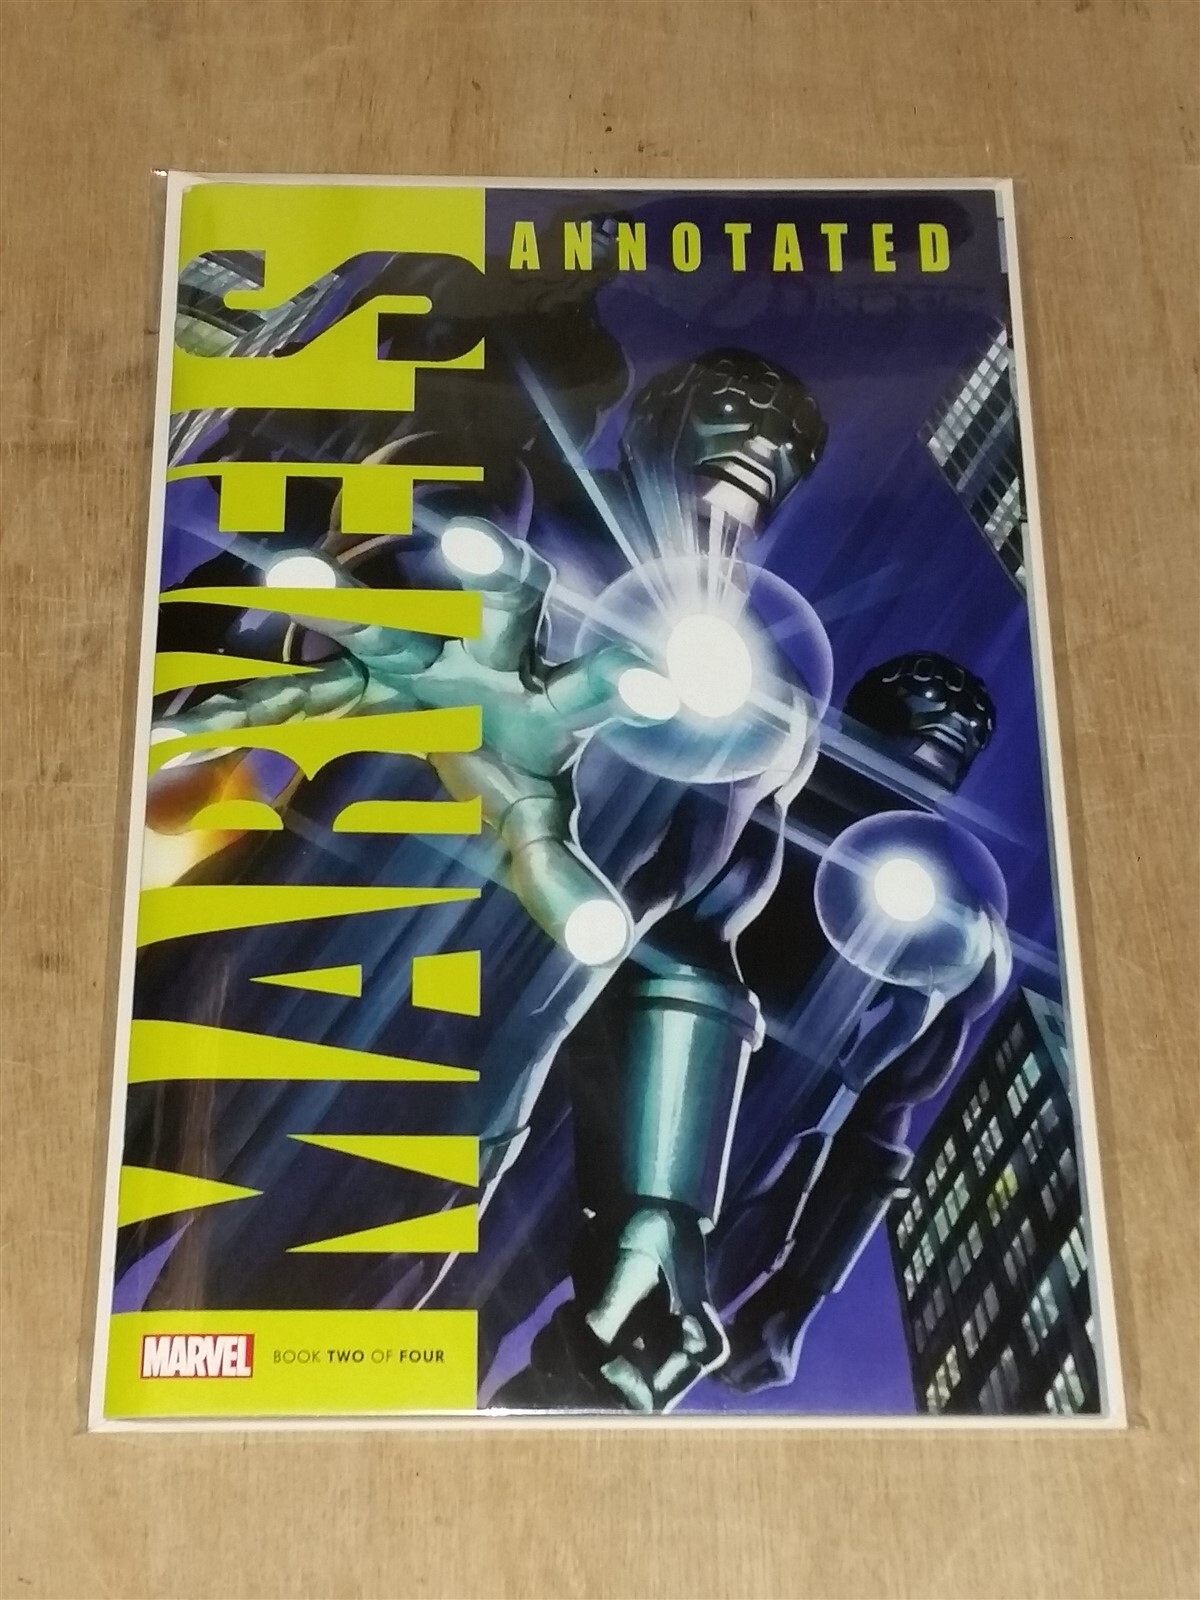 MARVELS
ANNOTATED
MARVEL
BOOK TWO OF FOUR